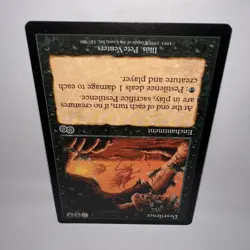 Pestilence
Enchantment
At the end of each turn, if no creatures
are in play, sacrifice Pestilence.
: Pestilence deals 1 damage to each
creature and player.
Illus. Pete Venters